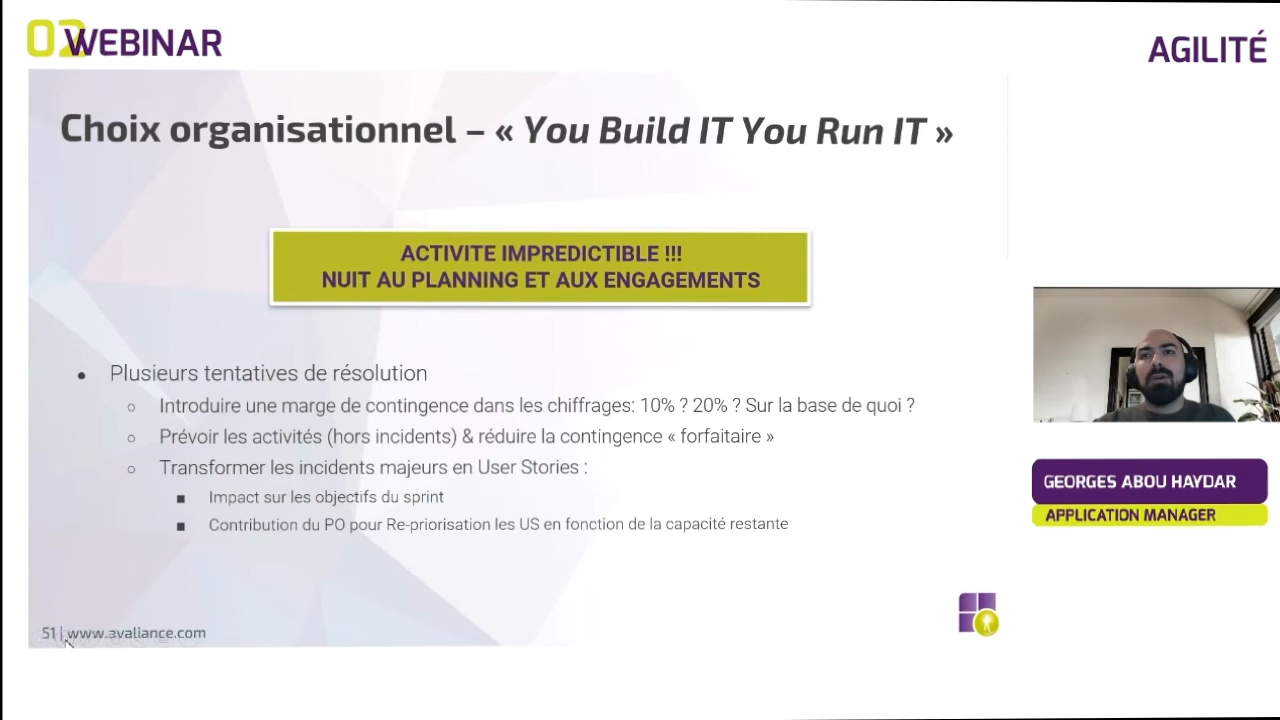 02 WEBINAR
AGILITÉ
Choix organisationnel – « You Build IT You Run IT »
ACTIVITE IMPREDICTIBLE !!!
NUIT AU PLANNING ET AUX ENGAGEMENTS
• Plusieurs tentatives de résolution
○ Introduire une marge de contingence dans les chiffrages: 10% ? 20% ? Sur la base de quoi ?
○ Prévoir les activités (hors incidents) & réduire la contingence « forfaitaire »
○ Transformer les incidents majeurs en User Stories :
■ Impact sur les objectifs du sprint
■ Contribution du PO pour Re-priorisation les US en fonction de la capacité restante
GEORGES ABOU HAYDAR
APPLICATION MANAGER
51 | www.avaliance.com